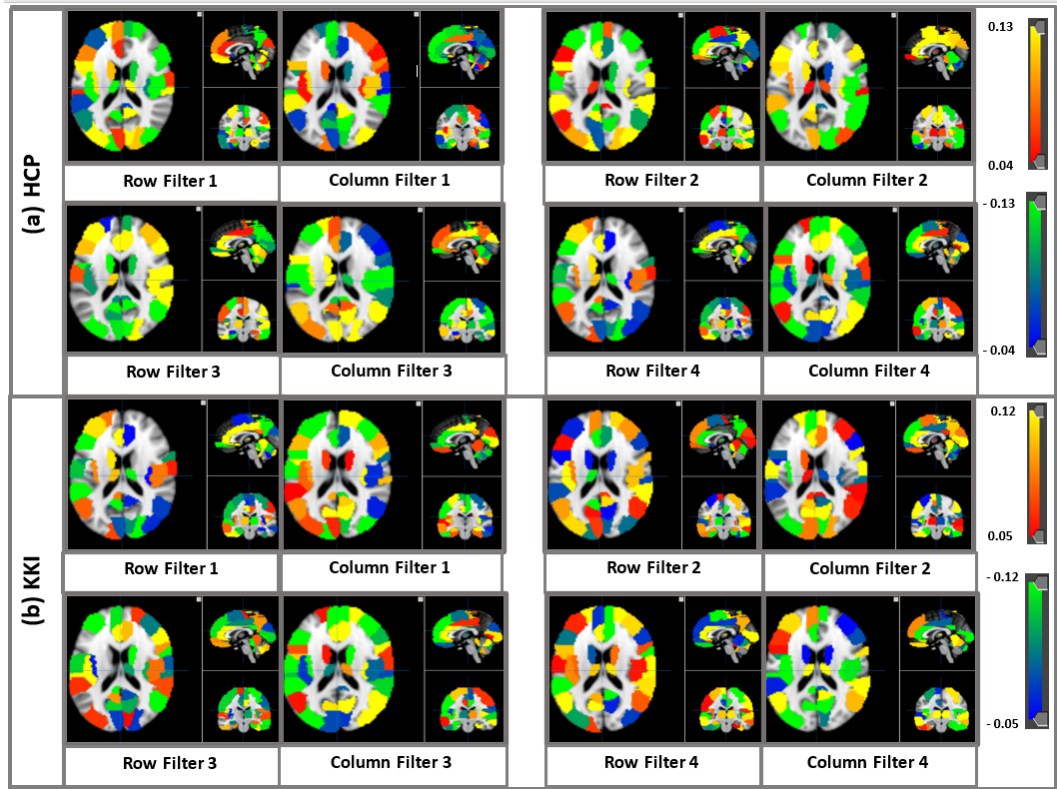 (a) HCP
Row Filter 1
Column Filter 1
Row Filter 2
Column Filter 2
0.13
0.04
- 0.13
- 0.04
Row Filter 3
Column Filter 3
Row Filter 4
Column Filter 4
(b) KKI
Row Filter 1
Column Filter 1
Row Filter 2
Column Filter 2
0.12
0.05
- 0.12
- 0.05
Row Filter 3
Column Filter 3
Row Filter 4
Column Filter 4